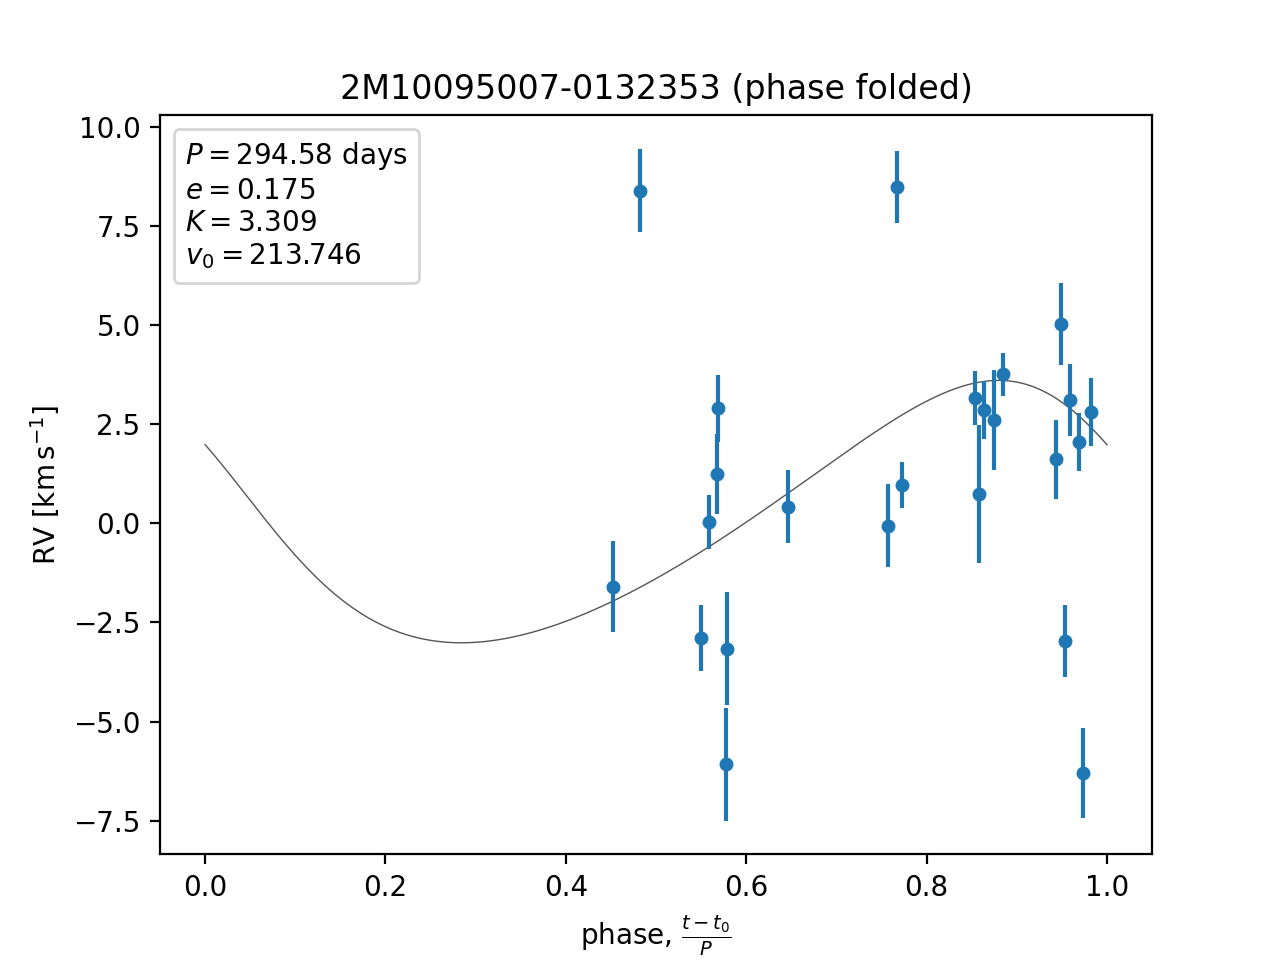 2M10095007-0132353 (phase folded)
P = 294.58 days
e = 0.175
K = 3.309
v₀ = 213.746
10.0
7.5
5.0
2.5
0.0
−2.5
−5.0
−7.5
RV [km s⁻¹]
0.0 0.2 0.4 0.6 0.8 1.0
phase, (t − t₀)/P